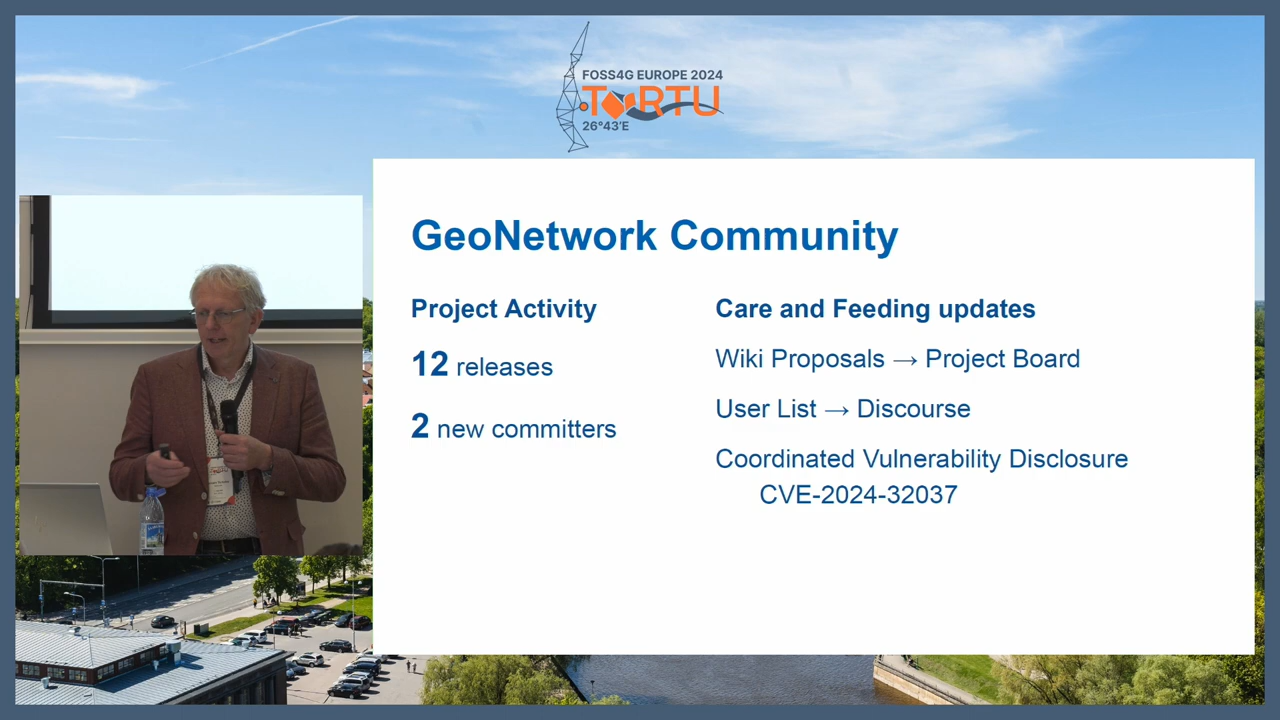 FOSS4G EUROPE 2024
TARTU
26°43'E
GeoNetwork Community
Project Activity
12 releases
2 new committers
Care and Feeding updates
Wiki Proposals → Project Board
User List → Discourse
Coordinated Vulnerability Disclosure
CVE-2024-32037